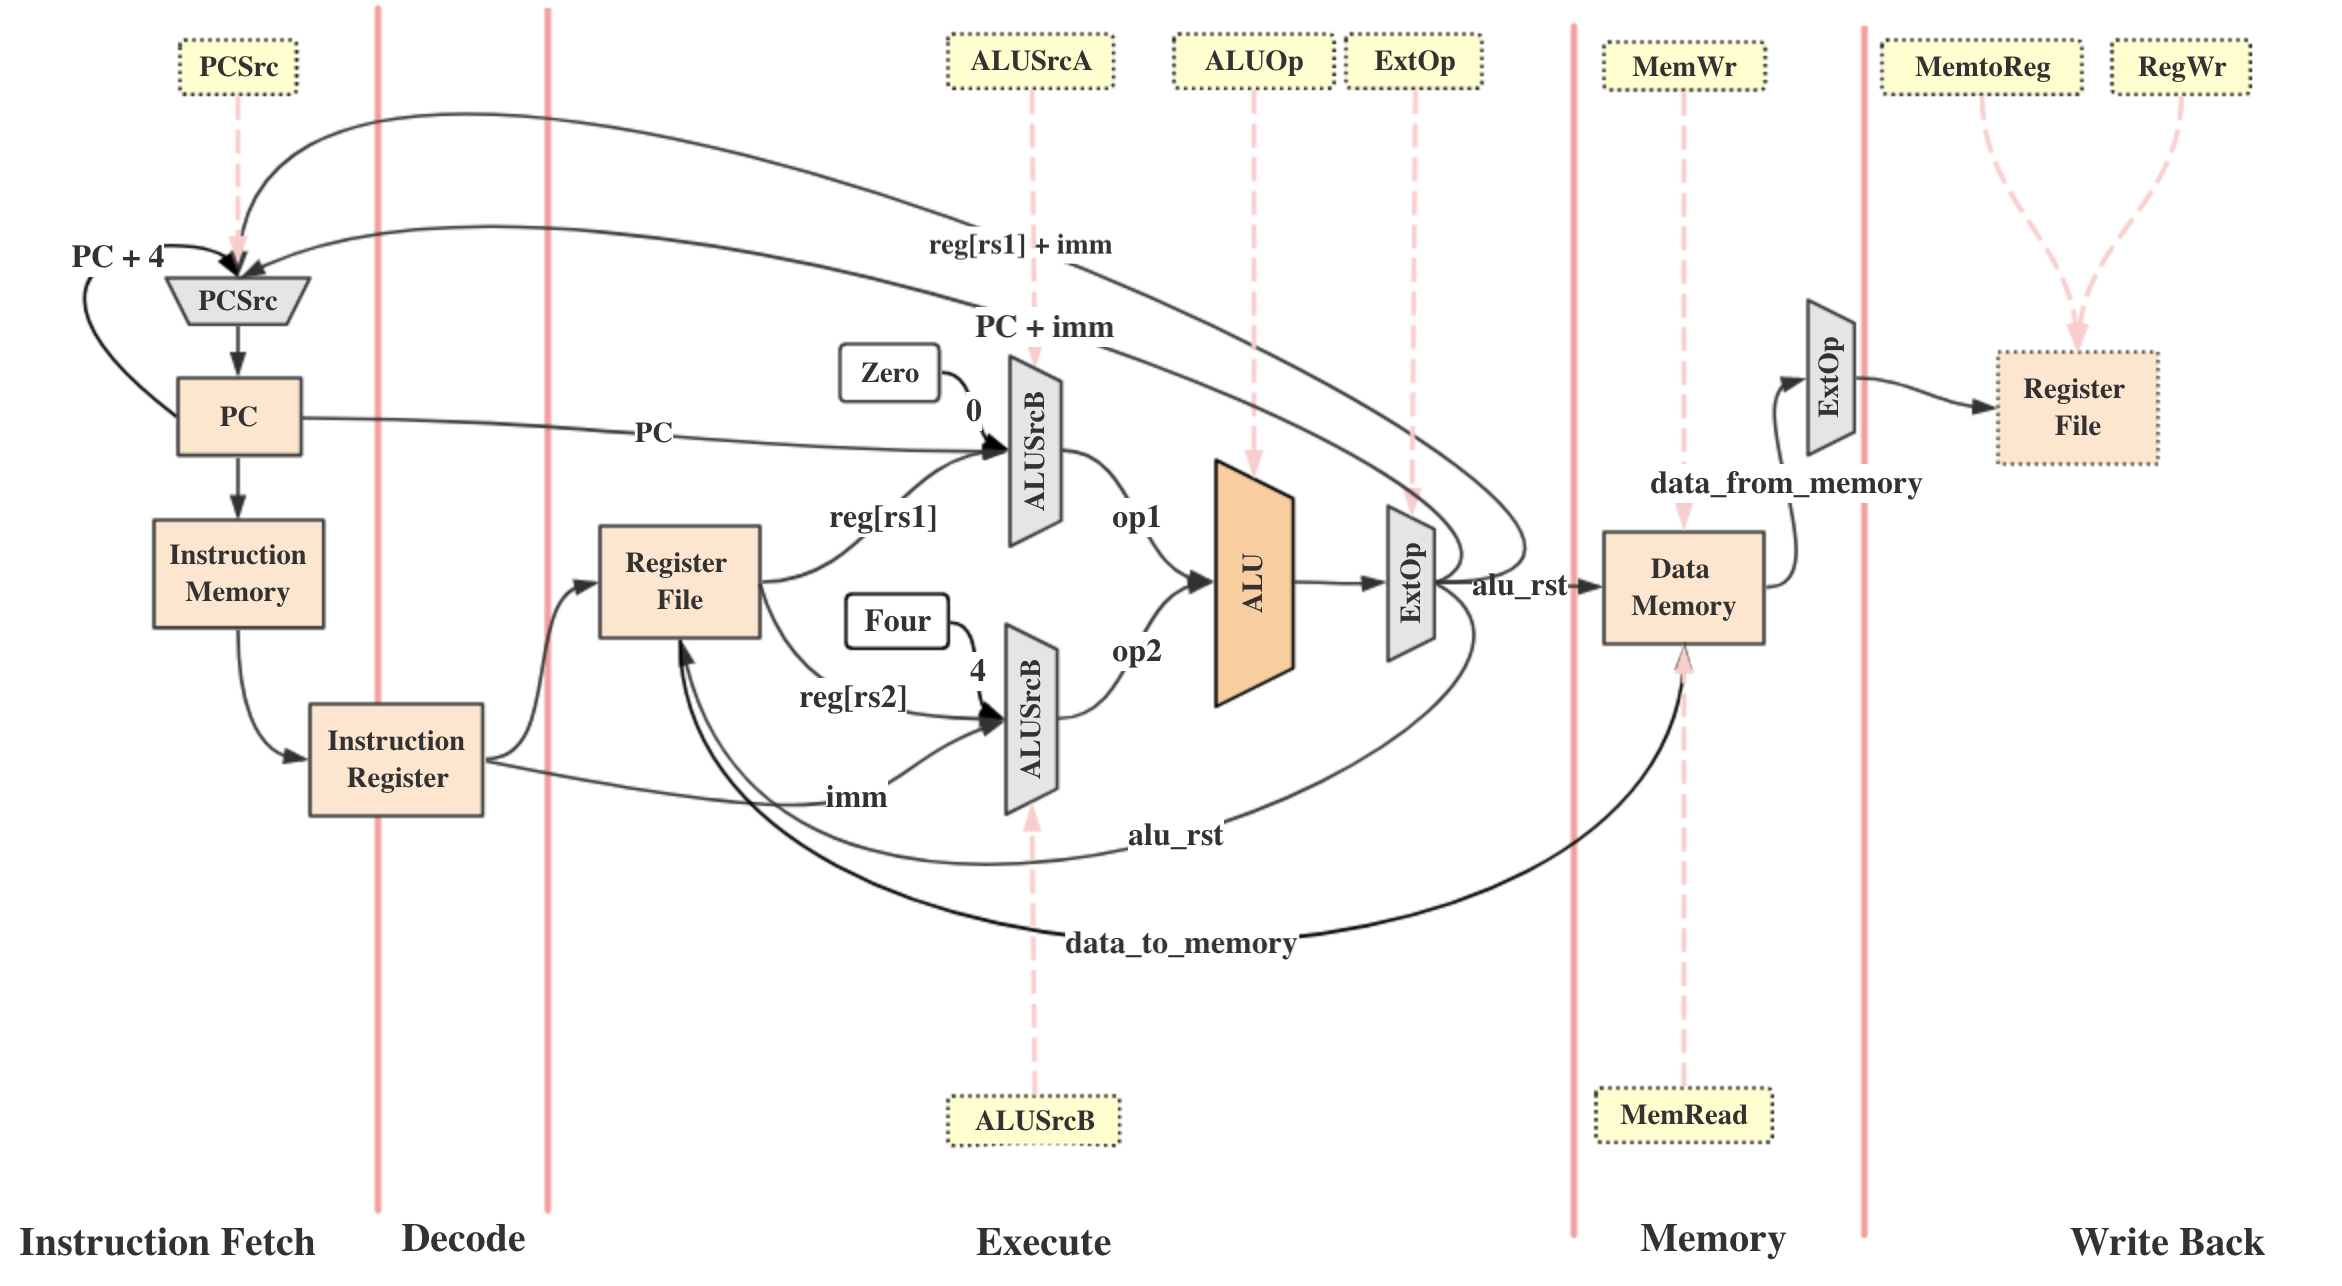 PCSrc
ALUSrcA
ALUOp
ExtOp
MemWr
MemtoReg
RegWr
reg[rs1] + imm
PC + 4
PCSrc
PC + imm
Zero
0
ALUSrcB
ExtOp
Register
File
PC
PC
data_from_memory
reg[rs1]
op1
Instruction
Memory
Register
File
ALU
ExtOp
alu_rst
Data
Memory
Four
4
op2
reg[rs2]
ALUSrcB
Instruction
Register
imm
alu_rst
data_to_memory
ALUSrcB
MemRead
Instruction Fetch
Decode
Execute
Memory
Write Back